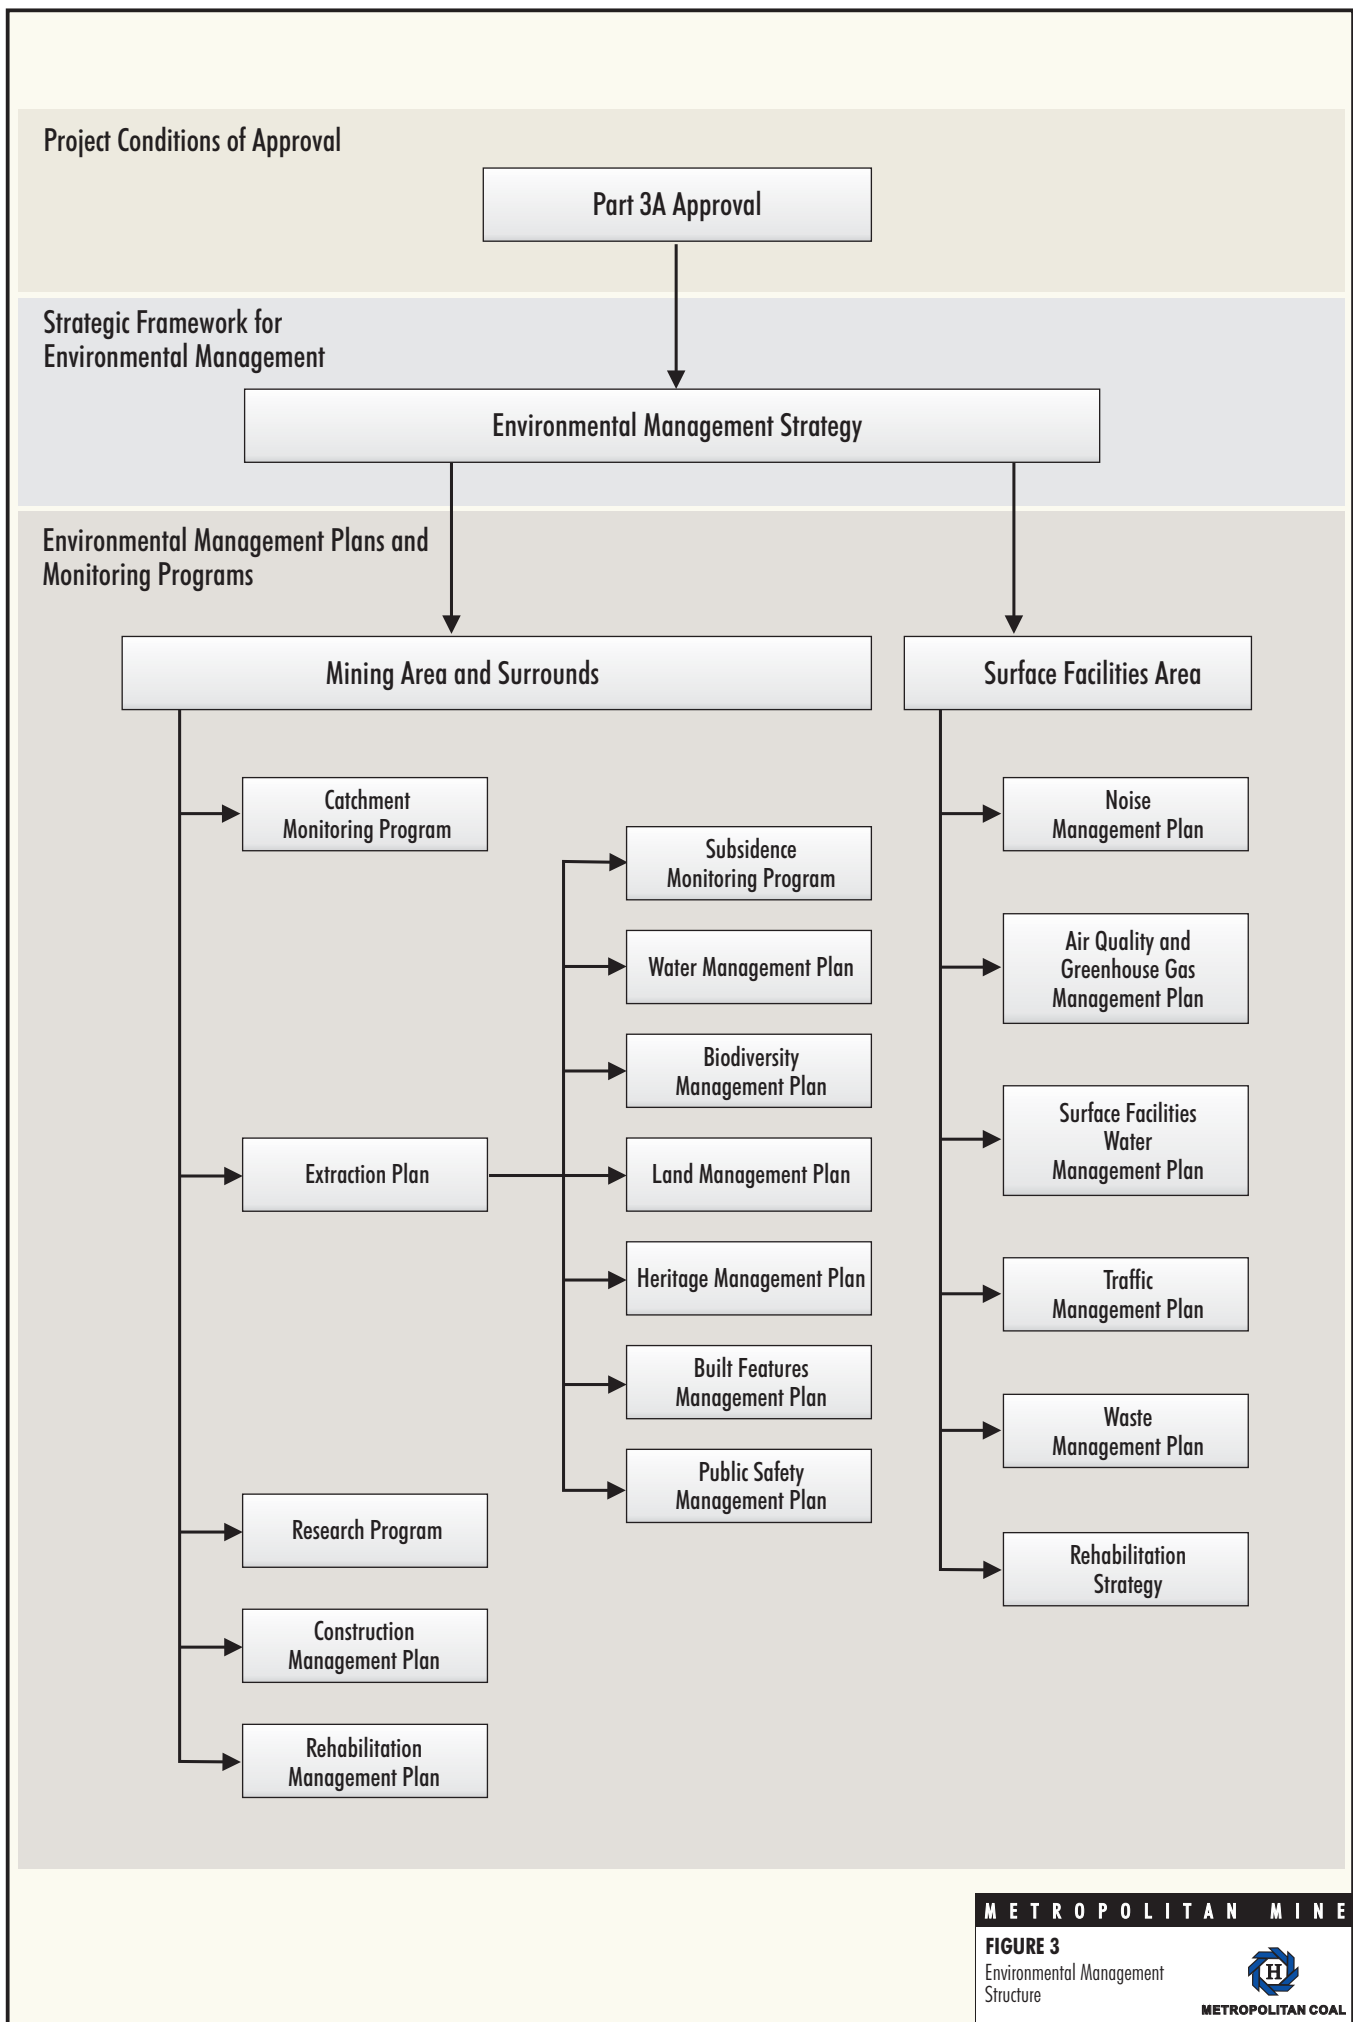 Project Conditions of Approval
Part 3A Approval
Strategic Framework for
Environmental Management
Environmental Management Strategy
Environmental Management Plans and
Monitoring Programs
Mining Area and Surrounds
Surface Facilities Area
Catchment
Monitoring Program
Extraction Plan
Research Program
Construction
Management Plan
Rehabilitation
Management Plan
Subsidence
Monitoring Program
Water Management Plan
Biodiversity
Management Plan
Land Management Plan
Heritage Management Plan
Built Features
Management Plan
Public Safety
Management Plan
Noise
Management Plan
Air Quality and
Greenhouse Gas
Management Plan
Surface Facilities
Water
Management Plan
Traffic
Management Plan
Waste
Management Plan
Rehabilitation
Strategy
METROPOLITAN MINE
FIGURE 3
Environmental Management
Structure
H
METROPOLITAN COAL